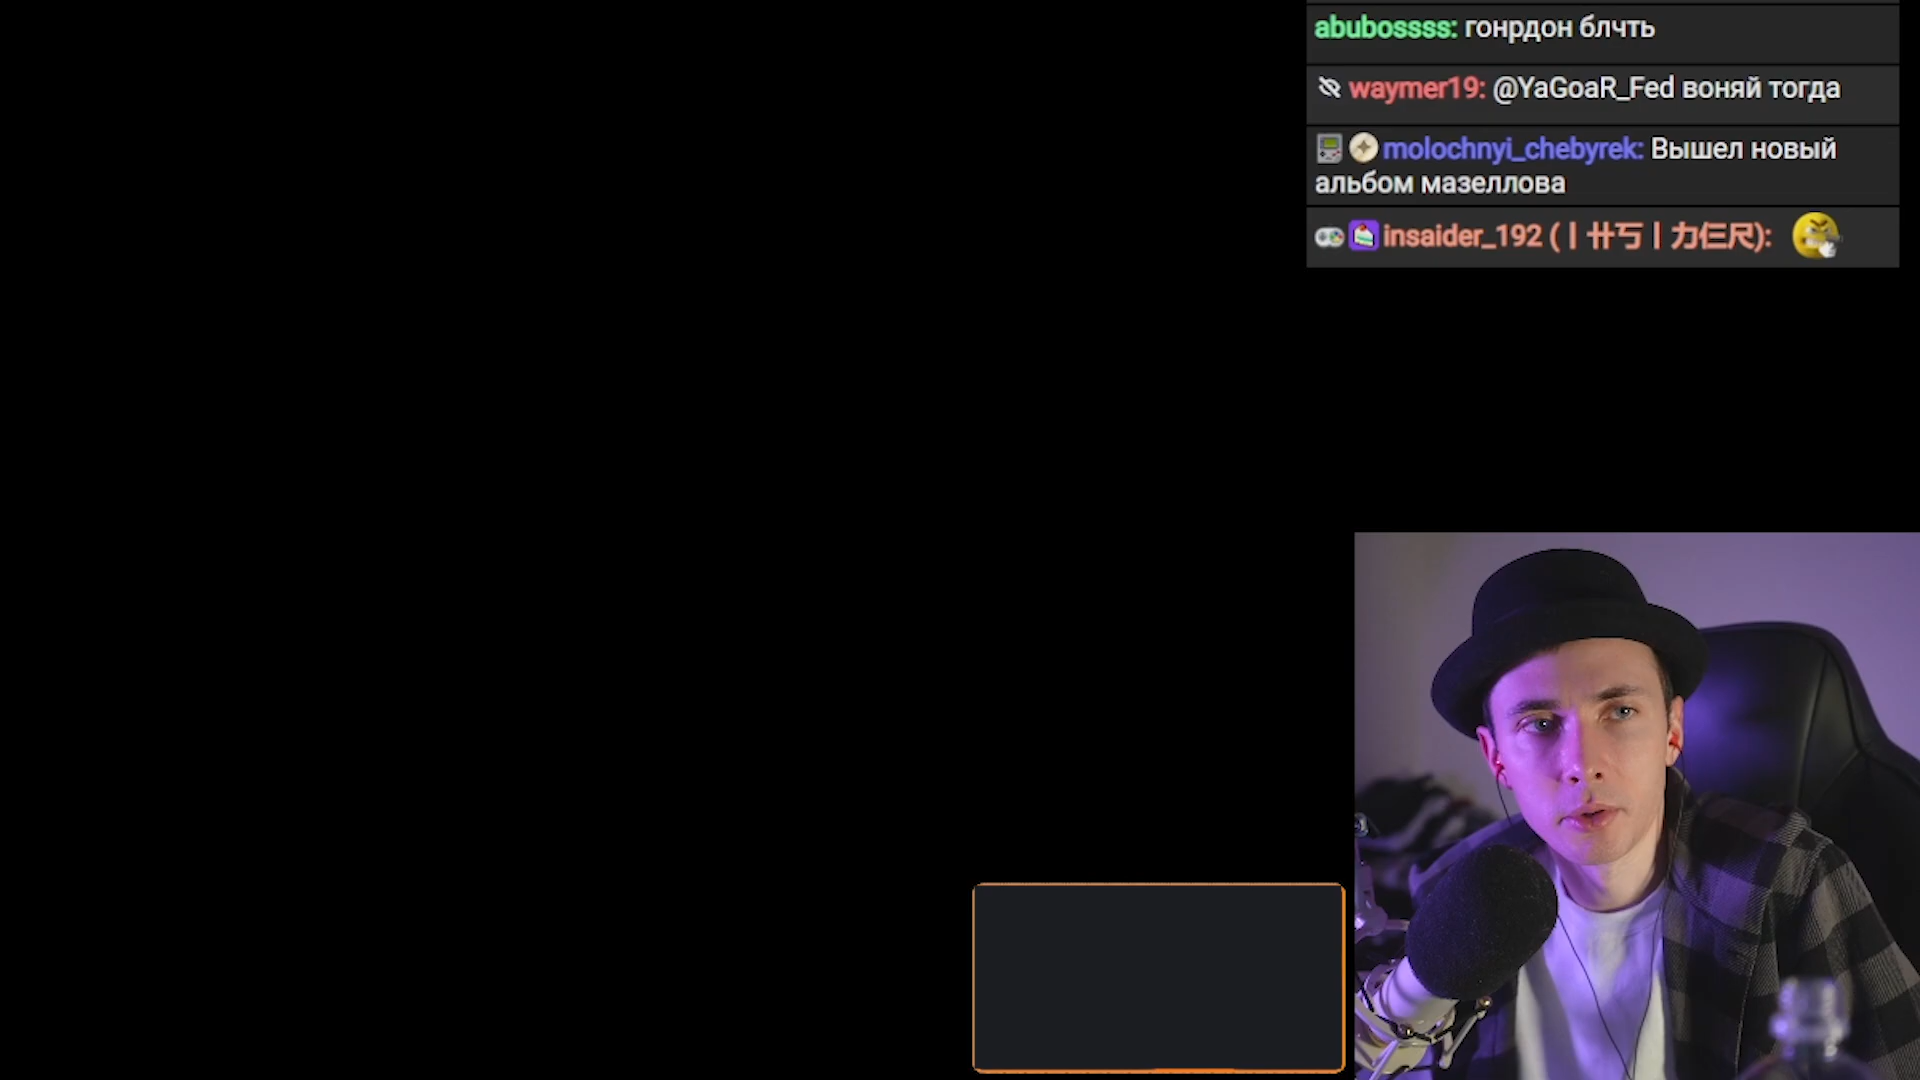 abubossss: гонрдон блчть
waymer19: @YaGoaR_Fed воняй тогда
molochnyi_chebyrek: Вышел новый
альбом мазеллова
insaider_192 (丨卄丂丨力仨尺):